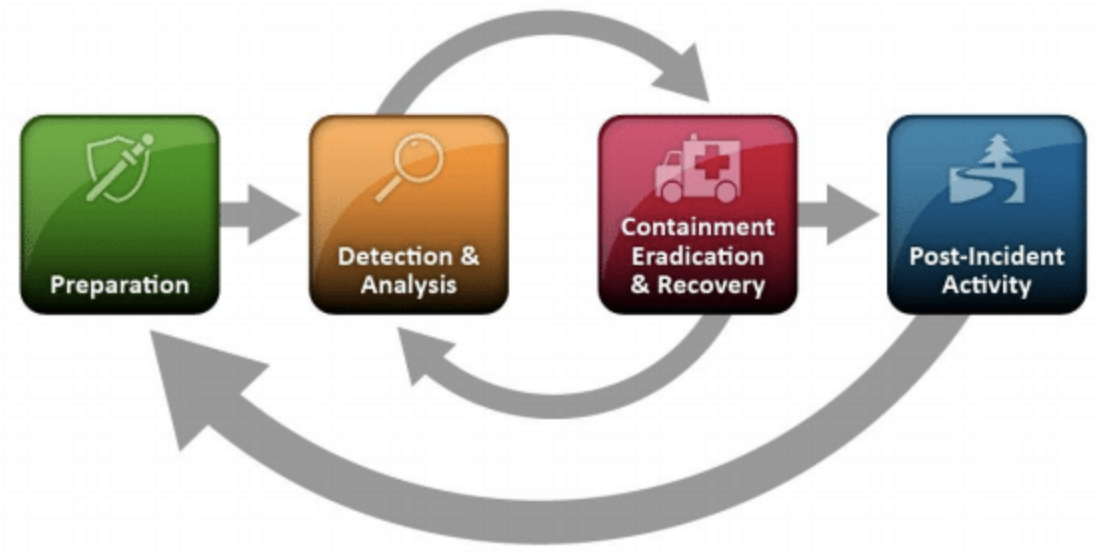 Preparation
Detection &
Analysis
Containment
Eradication
& Recovery
Post-Incident
Activity